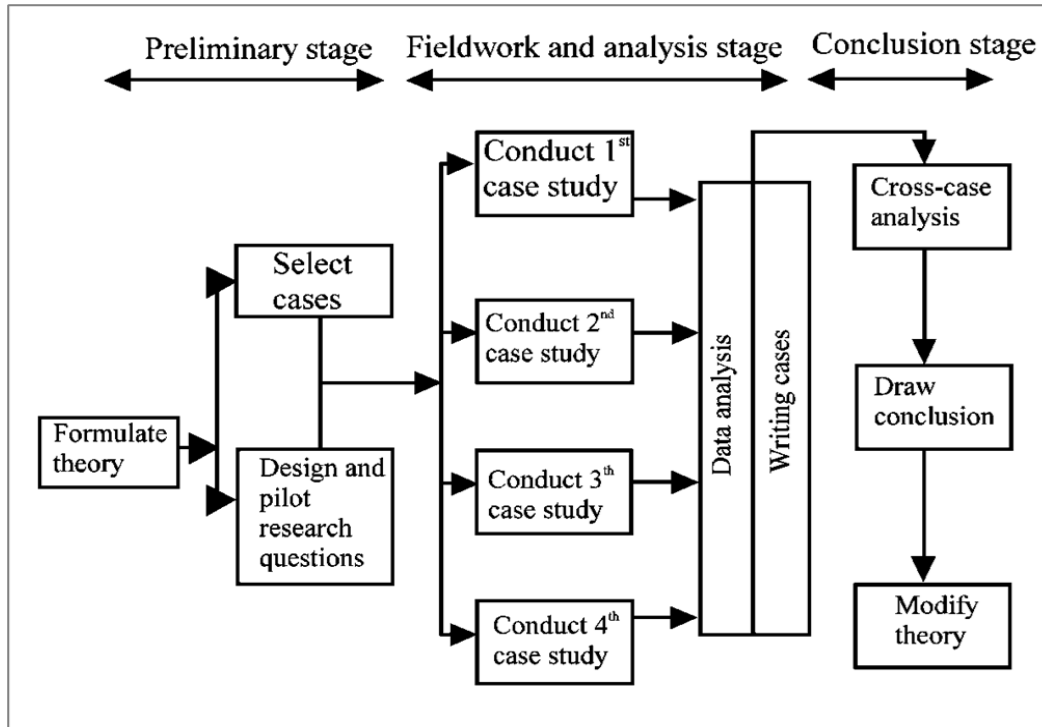 Preliminary stage
Fieldwork and analysis stage
Conclusion stage
Formulate
theory
Select
cases
Design and
pilot
research
questions
Conduct 1st
case study
Conduct 2nd
case study
Conduct 3th
case study
Conduct 4th
case study
Data analysis
Writing cases
Cross-case
analysis
Draw
conclusion
Modify
theory